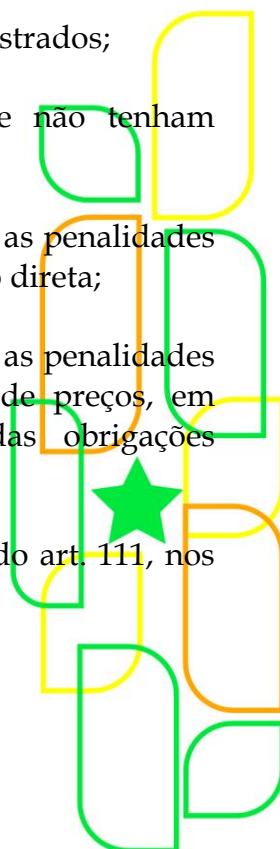 strados;
e não tenham
as penalidades
direta;
as penalidades
de preços, em
das obrigações
do art. 111, nos